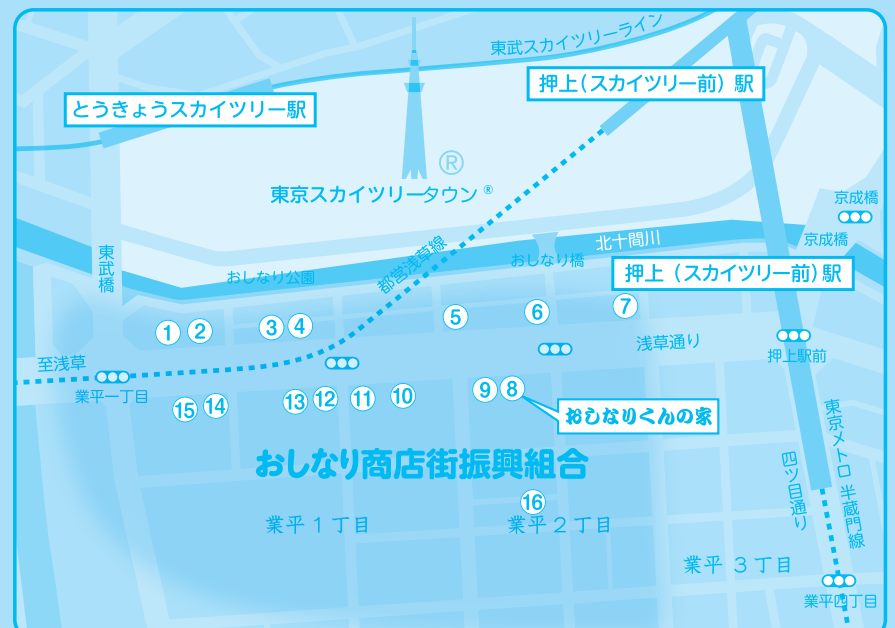 東武スカイツリーライン
押上(スカイツリー前) 駅
とうきょうスカイツリー駅
®
東京スカイツリータウン®
京成橋
京成橋
北十間川
東武橋
都営浅草線
おしなり橋
おしなり公園
押上(スカイツリー前)駅
① ② ③ ④ ⑤ ⑥ ⑦
浅草通り
押上駅前
至浅草
業平一丁目
⑮ ⑭ ⑬ ⑫ ⑪ ⑩ ⑨ ⑧
おしなりくんの家
東京メトロ 半蔵門線
四ツ目通り
おしなり商店街振興組合
⑯
業平 1 丁目
業平 2 丁目
業平 3 丁目
業平四丁目